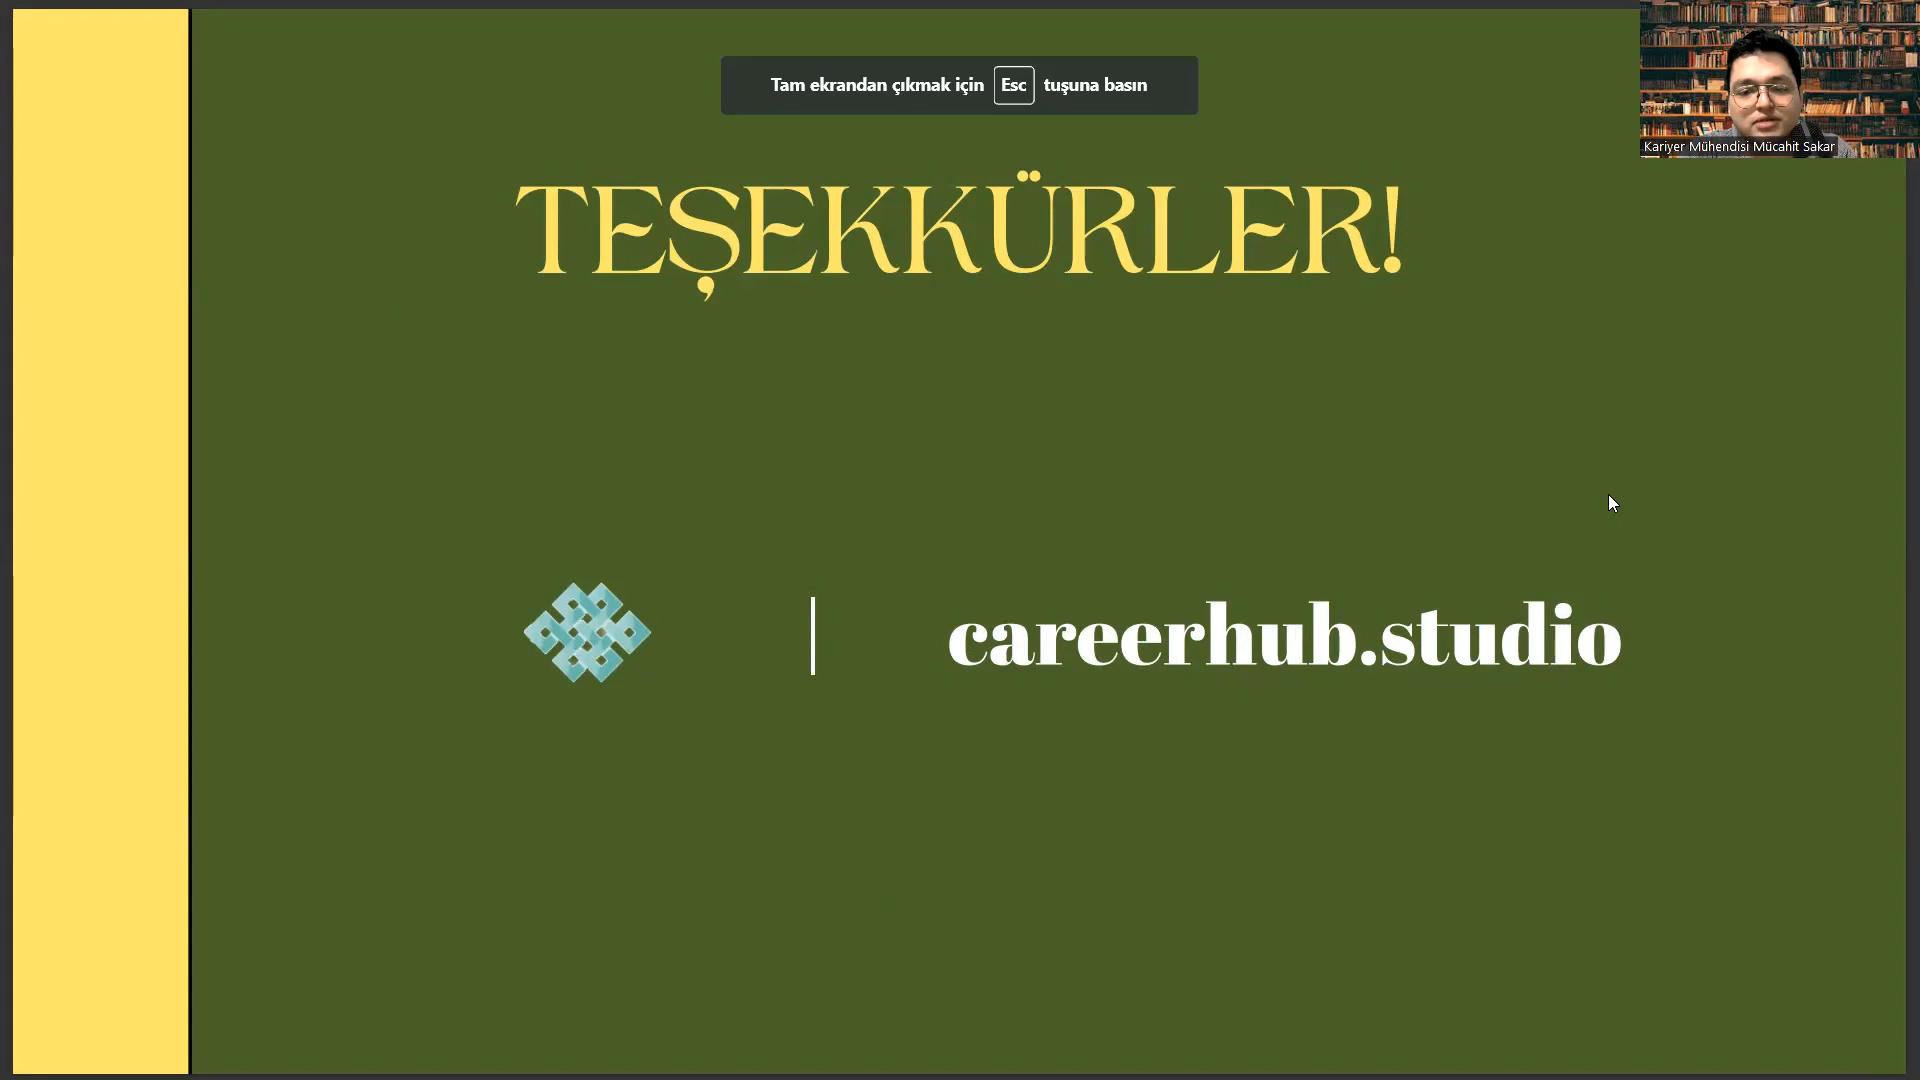 Tam ekrandan çıkmak için Esc tuşuna basın
Kariyer Mühendisi Mücahit Sakar
TEŞEKKÜRLER!
careerhub.studio